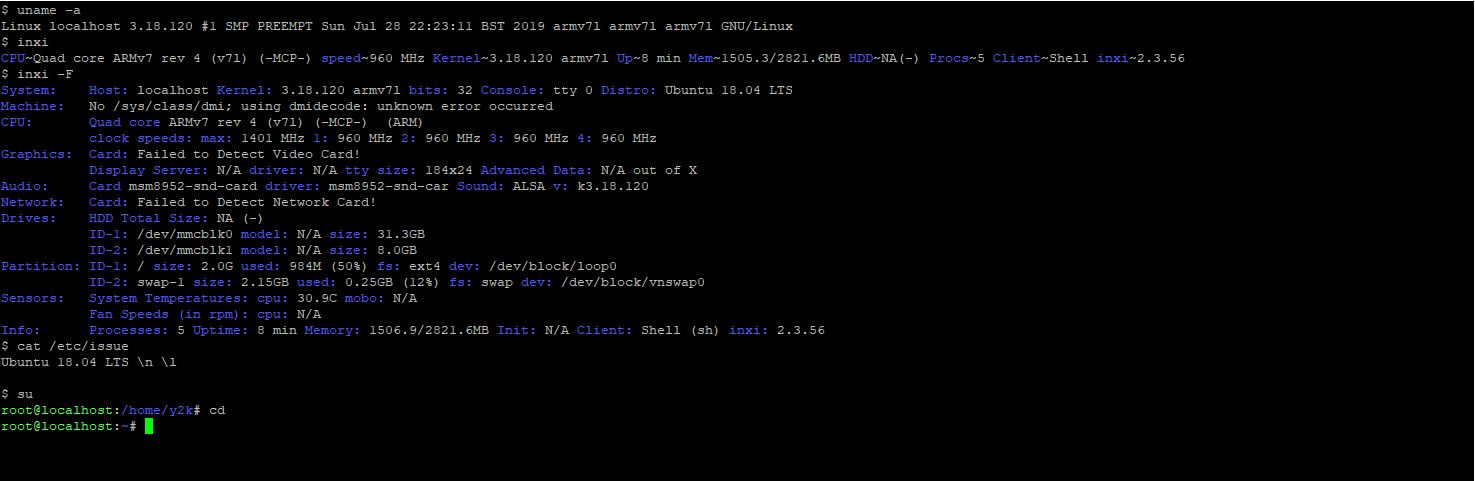 $ uname -a
Linux localhost 3.18.120 #1 SMP PREEMPT Sun Jul 28 22:23:11 BST 2019 armv7l armv7l armv7l GNU/Linux
$ inxi
CPU~Quad core ARMv7 rev 4 (v7l) (-MCP-) speed~960 MHz Kernel~3.18.120 armv7l Up~8 min Mem~1505.3/2821.6MB HDD~NA(-) Procs~5 Client~Shell inxi~2.3.56
$ inxi -F
System:    Host: localhost Kernel: 3.18.120 armv7l bits: 32 Console: tty 0 Distro: Ubuntu 18.04 LTS
Machine:   No /sys/class/dmi; using dmidecode: unknown error occurred
CPU:       Quad core ARMv7 rev 4 (v7l) (-MCP-)  (ARM)
           clock speeds: max: 1401 MHz 1: 960 MHz 2: 960 MHz 3: 960 MHz 4: 960 MHz
Graphics:  Card: Failed to Detect Video Card!
           Display Server: N/A driver: N/A tty size: 184x24 Advanced Data: N/A out of X
Audio:     Card msm8952-snd-card driver: msm8952-snd-car Sound: ALSA v: k3.18.120
Network:   Card: Failed to Detect Network Card!
Drives:    HDD Total Size: NA (-)
           ID-1: /dev/mmcblk0 model: N/A size: 31.3GB
           ID-2: /dev/mmcblk1 model: N/A size: 8.0GB
Partition: ID-1: / size: 2.0G used: 984M (50%) fs: ext4 dev: /dev/block/loop0
           ID-2: swap-1 size: 2.15GB used: 0.25GB (12%) fs: swap dev: /dev/block/vnswap0
Sensors:   System Temperatures: cpu: 30.9C mobo: N/A
           Fan Speeds (in rpm): cpu: N/A
Info:      Processes: 5 Uptime: 8 min Memory: 1506.9/2821.6MB Init: N/A Client: Shell (sh) inxi: 2.3.56
$ cat /etc/issue
Ubuntu 18.04 LTS \n \l
$ su
root@localhost:/home/y2k# cd
root@localhost:~#